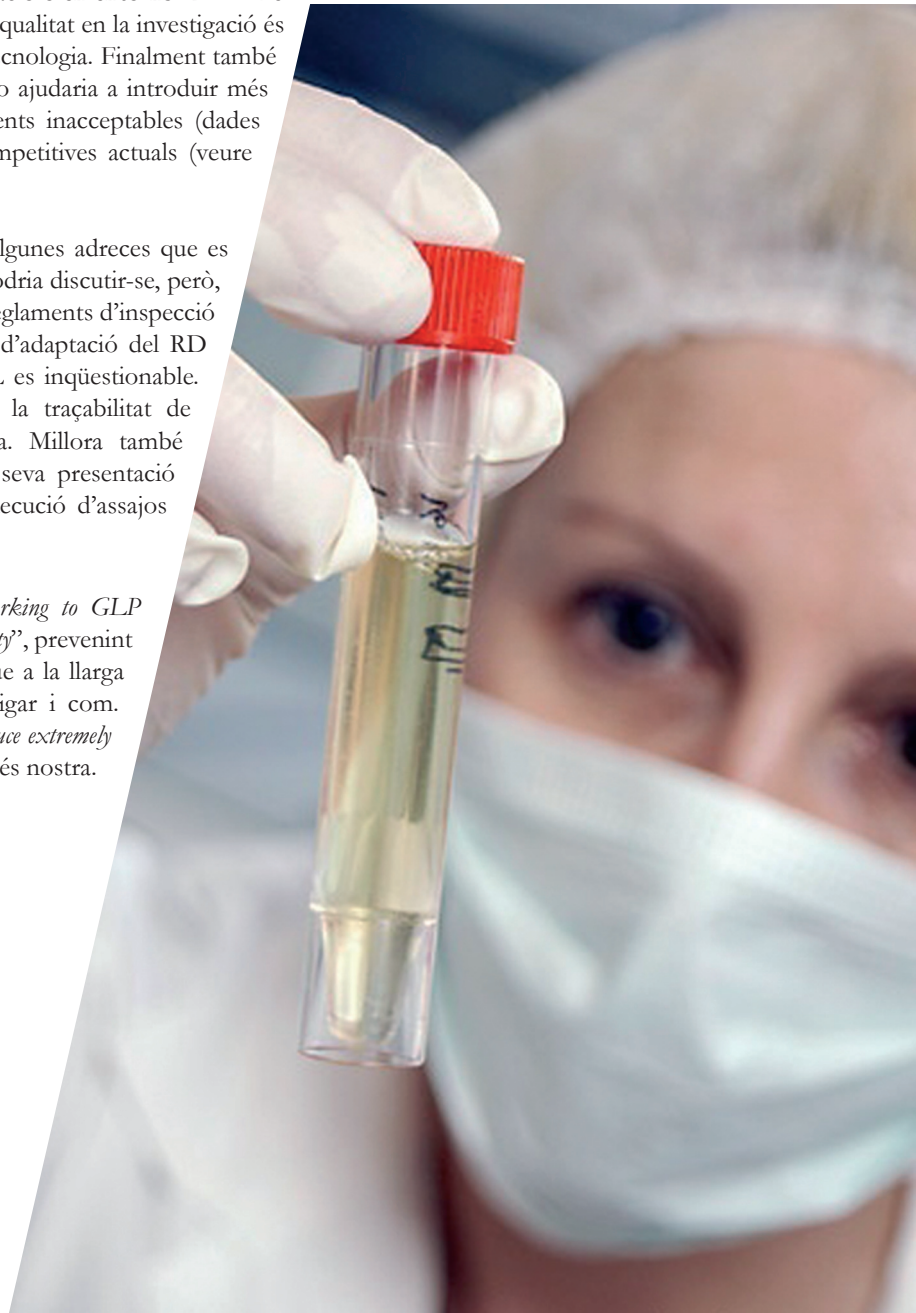 qualitat en la investigació és
cnologia. Finalment també
o ajudaria a introduir més
ents inacceptables (dades
mpetitives actuals (veure
lgunes adreces que es
odria discutir-se, però,
eglaments d'inspecció
d'adaptació del RD
L es inqüestionable.
la traçabilitat de
a. Millora també
seva presentació
ecució d'assajos
rking to GLP
ty”, prevenint
ue a la llarga
igar i com.
uce extremely
és nostra.